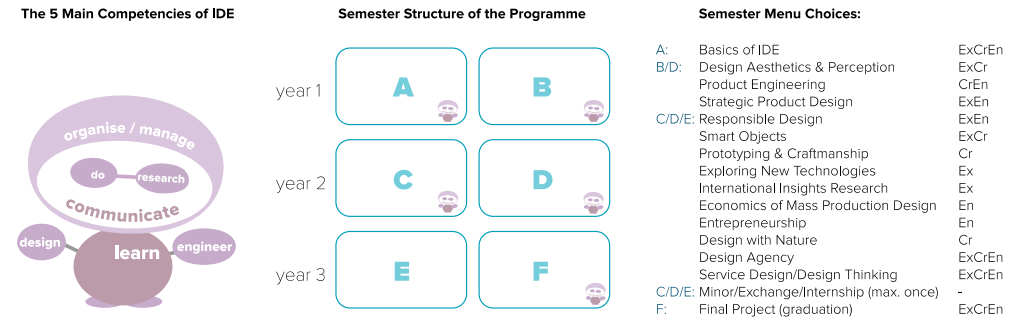 The 5 Main Competencies of IDE
organise / manage
do
research
communicate
design
learn
engineer
Semester Structure of the Programme
year 1
A
B
year 2
C
D
year 3
E
F
Semester Menu Choices:
A: Basics of IDE ExCrEn
B/D: Design Aesthetics & Perception ExCr
Product Engineering CrEn
Strategic Product Design ExEn
C/D/E: Responsible Design ExEn
Smart Objects ExCr
Prototyping & Craftmanship Cr
Exploring New Technologies Ex
International Insights Research Ex
Economics of Mass Production Design En
Entrepreneurship En
Design with Nature Cr
Design Agency ExCrEn
Service Design/Design Thinking ExCrEn
C/D/E: Minor/Exchange/Internship (max. once) -
F: Final Project (graduation) ExCrEn